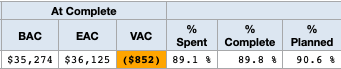 At Complete
BAC EAC VAC % Spent % Complete % Planned
$35,274 $36,125 ($852) 89.1 % 89.8 % 90.6 %